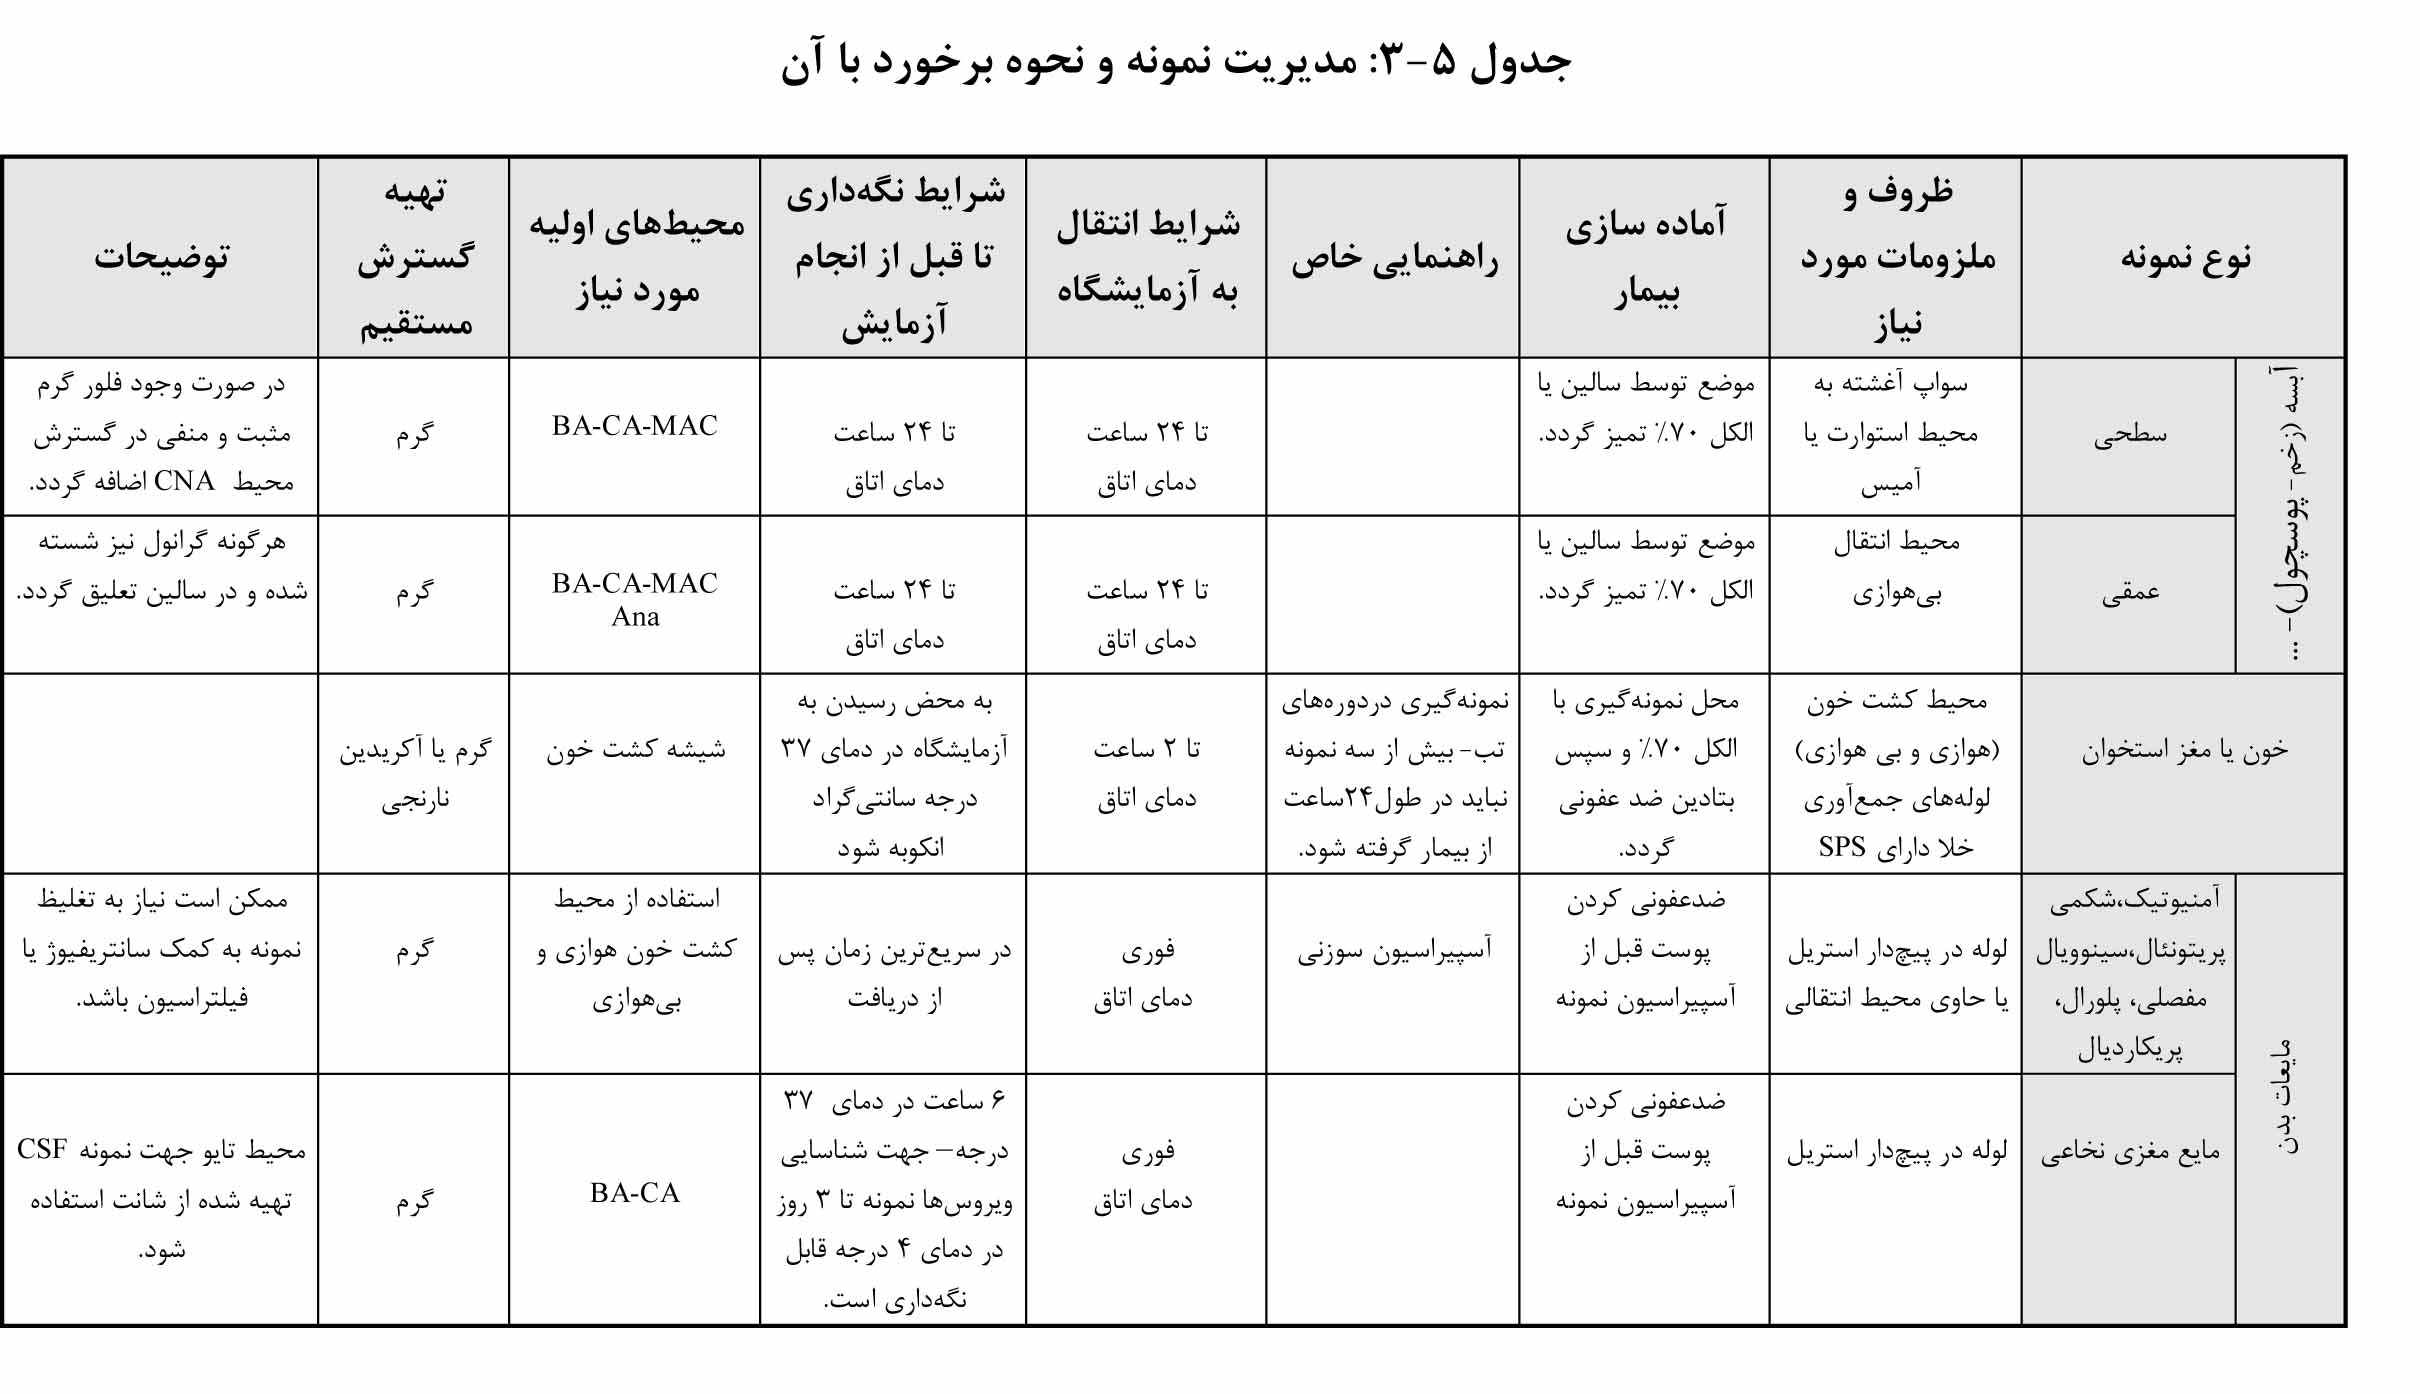 جدول ۵-۳: مدیریت نمونه و نحوه برخورد با آن
نوع نمونه
ظروف و
ملزومات مورد
نیاز
آماده سازی
بیمار
راهنمایی خاص
شرایط انتقال
به آزمایشگاه
شرایط نگه‌داری
تا قبل از انجام
آزمایش
محیط‌های اولیه
مورد نیاز
تهیه
گسترش
مستقیم
توضیحات
آبسه (زخم- پوسچول)- ...
سطحی
سواپ آغشته به
محیط استوارت یا
آمیس
موضع توسط سالین یا
الکل ۷۰٪ تمیز گردد.
تا ۲۴ ساعت
دمای اتاق
تا ۲۴ ساعت
دمای اتاق
BA-CA-MAC
گرم
در صورت وجود فلور گرم
مثبت و منفی در گسترش
محیط CNA اضافه گردد.
عمقی
محیط انتقال
بی‌هوازی
موضع توسط سالین یا
الکل ۷۰٪ تمیز گردد.
تا ۲۴ ساعت
دمای اتاق
تا ۲۴ ساعت
دمای اتاق
BA-CA-MAC
Ana
گرم
هرگونه گرانول نیز شسته
شده و در سالین تعلیق گردد.
خون یا مغز استخوان
محیط کشت خون
(هوازی و بی هوازی)
لوله‌های جمع‌آوری
خلا دارای SPS
محل نمونه‌گیری با
الکل ۷۰٪ و سپس
بتادین ضد عفونی
گردد.
نمونه‌گیری دردوره‌های
تب- بیش از سه نمونه
نباید در طول۲۴ساعت
از بیمار گرفته شود.
تا ۲ ساعت
دمای اتاق
به محض رسیدن به
آزمایشگاه در دمای ۳۷
درجه سانتی‌گراد
انکوبه شود
شیشه کشت خون
گرم یا آکریدین
نارنجی
مایعات بدن
آمنیوتیک،شکمی
پریتونئال،سینوویال
مفصلی، پلورال،
پریکاردیال
لوله در پیچ‌دار استریل
یا حاوی محیط انتقالی
ضدعفونی کردن
پوست قبل از
آسپیراسیون نمونه
آسپیراسیون سوزنی
فوری
دمای اتاق
در سریع‌ترین زمان پس
از دریافت
استفاده از محیط
کشت خون هوازی و
بی‌هوازی
گرم
ممکن است نیاز به تغلیظ
نمونه به کمک سانتریفیوژ یا
فیلتراسیون باشد.
مایع مغزی نخاعی
لوله در پیچ‌دار استریل
ضدعفونی کردن
پوست قبل از
آسپیراسیون نمونه
فوری
دمای اتاق
۶ ساعت در دمای ۳۷
درجه– جهت شناسایی
ویروس‌ها نمونه تا ۳ روز
در دمای ۴ درجه قابل
نگه‌داری است.
BA-CA
گرم
محیط تایو جهت نمونه CSF
تهیه شده از شانت استفاده
شود.